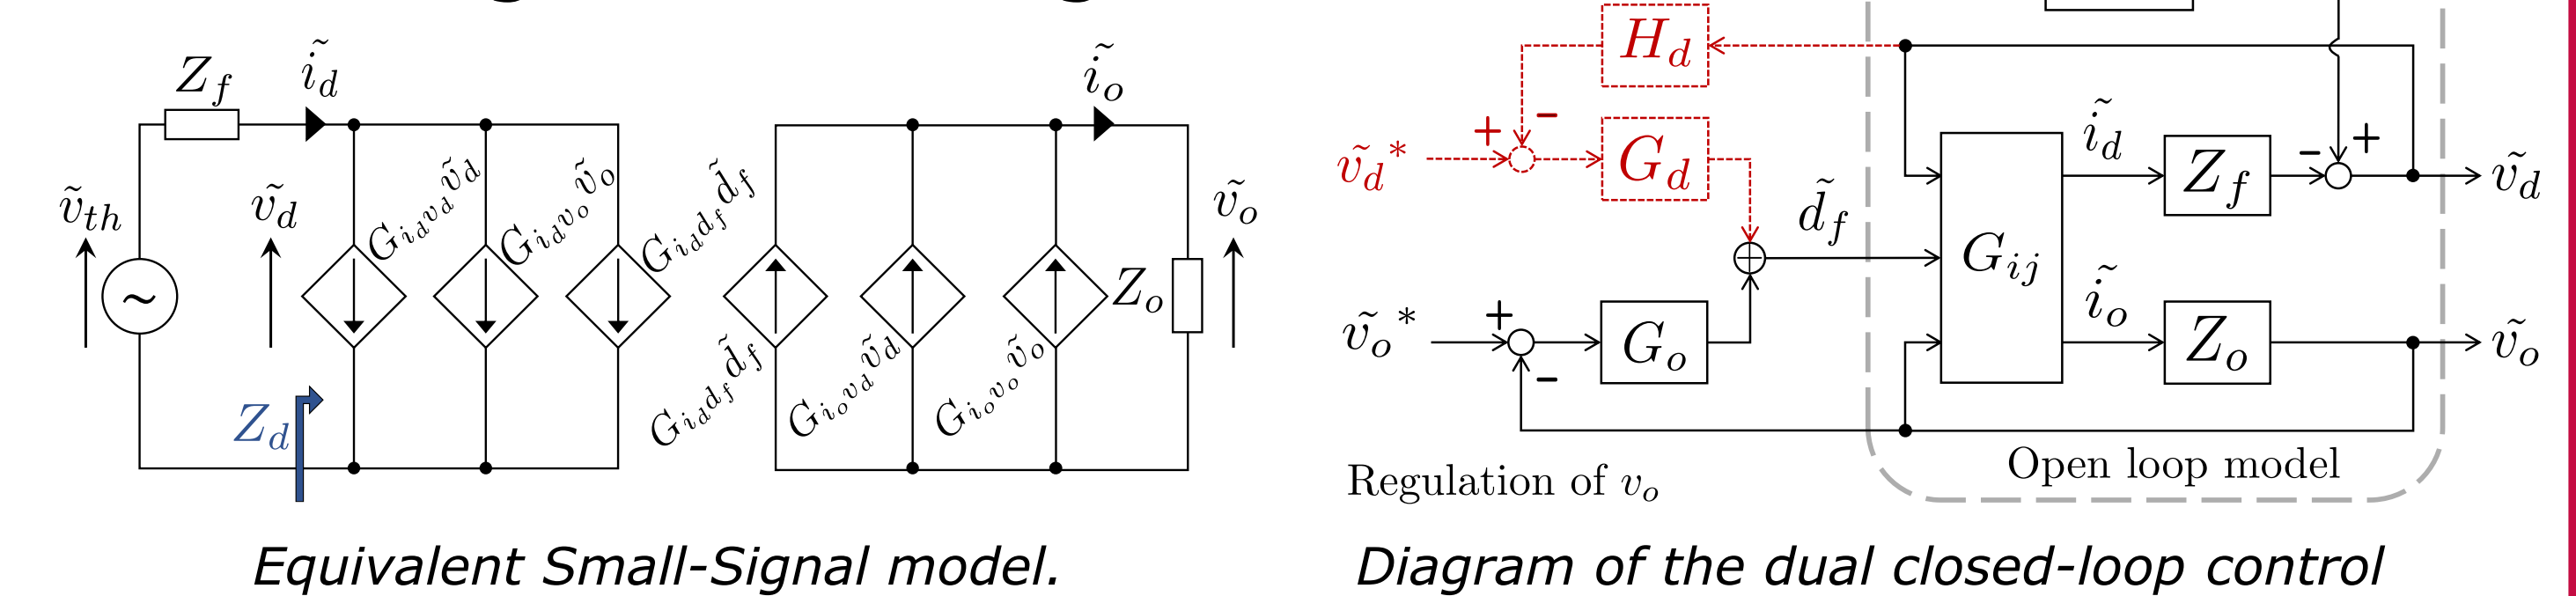 Z_f
ĩ_d
ĩ_o
ṽ_th
ṽ_d
G_{i_d v_d} ṽ_d
G_{i_d v_o} ṽ_o
G_{i_d d_f} d̃_f
~
G_{i_d d_f} d̃_f
G_{i_o v_d} ṽ_d
G_{i_o v_o} ṽ_o
Z_o
ṽ_o
Z_d
Equivalent Small-Signal model.
H_d
+ −
ṽ_d*
G_d
d̃_f
ṽ_o*
+
−
G_o
G_ij
ĩ_d
Z_f
− +
ṽ_d
ĩ_o
Z_o
ṽ_o
Open loop model
Regulation of v_o
Diagram of the dual closed-loop control